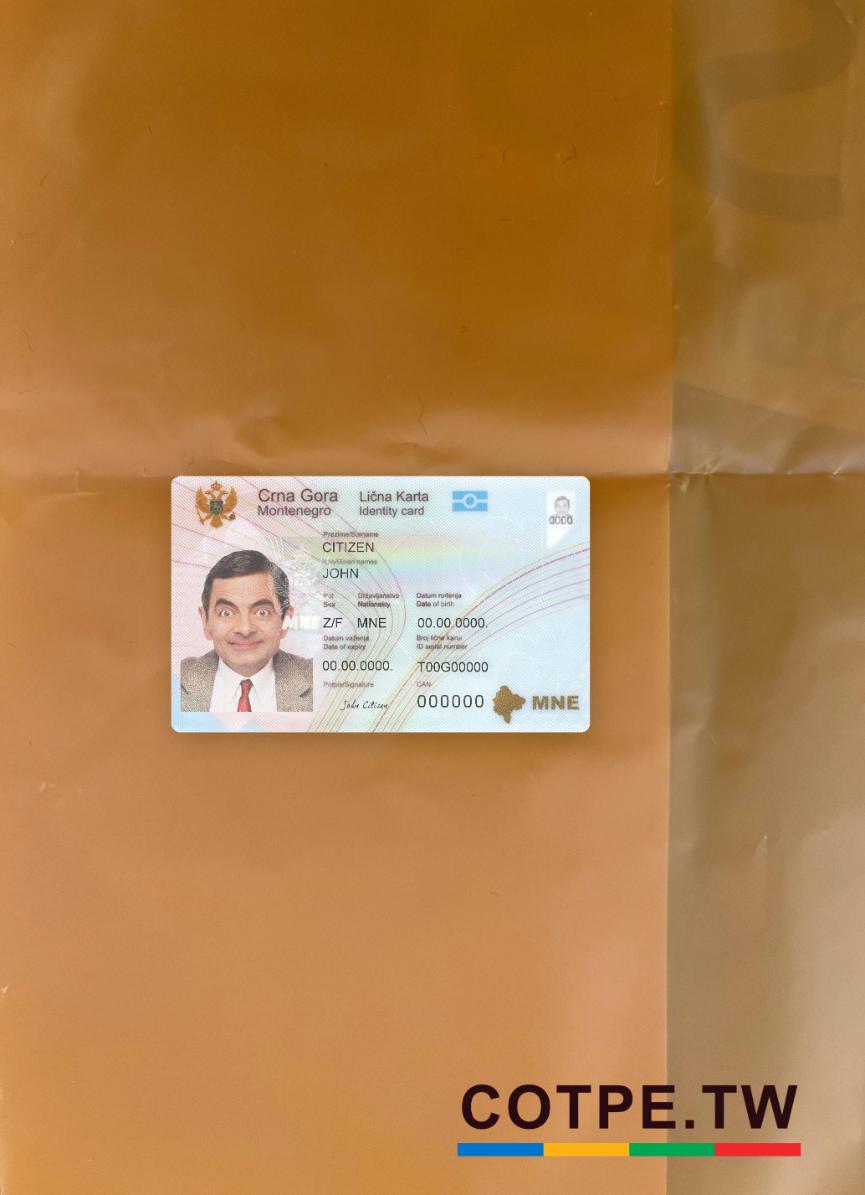 Crna Gora Lična Karta
Montenegro Identity card
0000
Prezime/Surname
CITIZEN
Ime/Given names
JOHN
Pol Državljanstvo Datum rođenja
Sex Nationality Date of birth
Z/F MNE 00.00.0000.
Datum važenja Broj lične karte
Date of expiry ID serial number
00.00.0000. T00G00000
Potpis/Signature CAN
John Citizen 000000 MNE
COTPE.TW